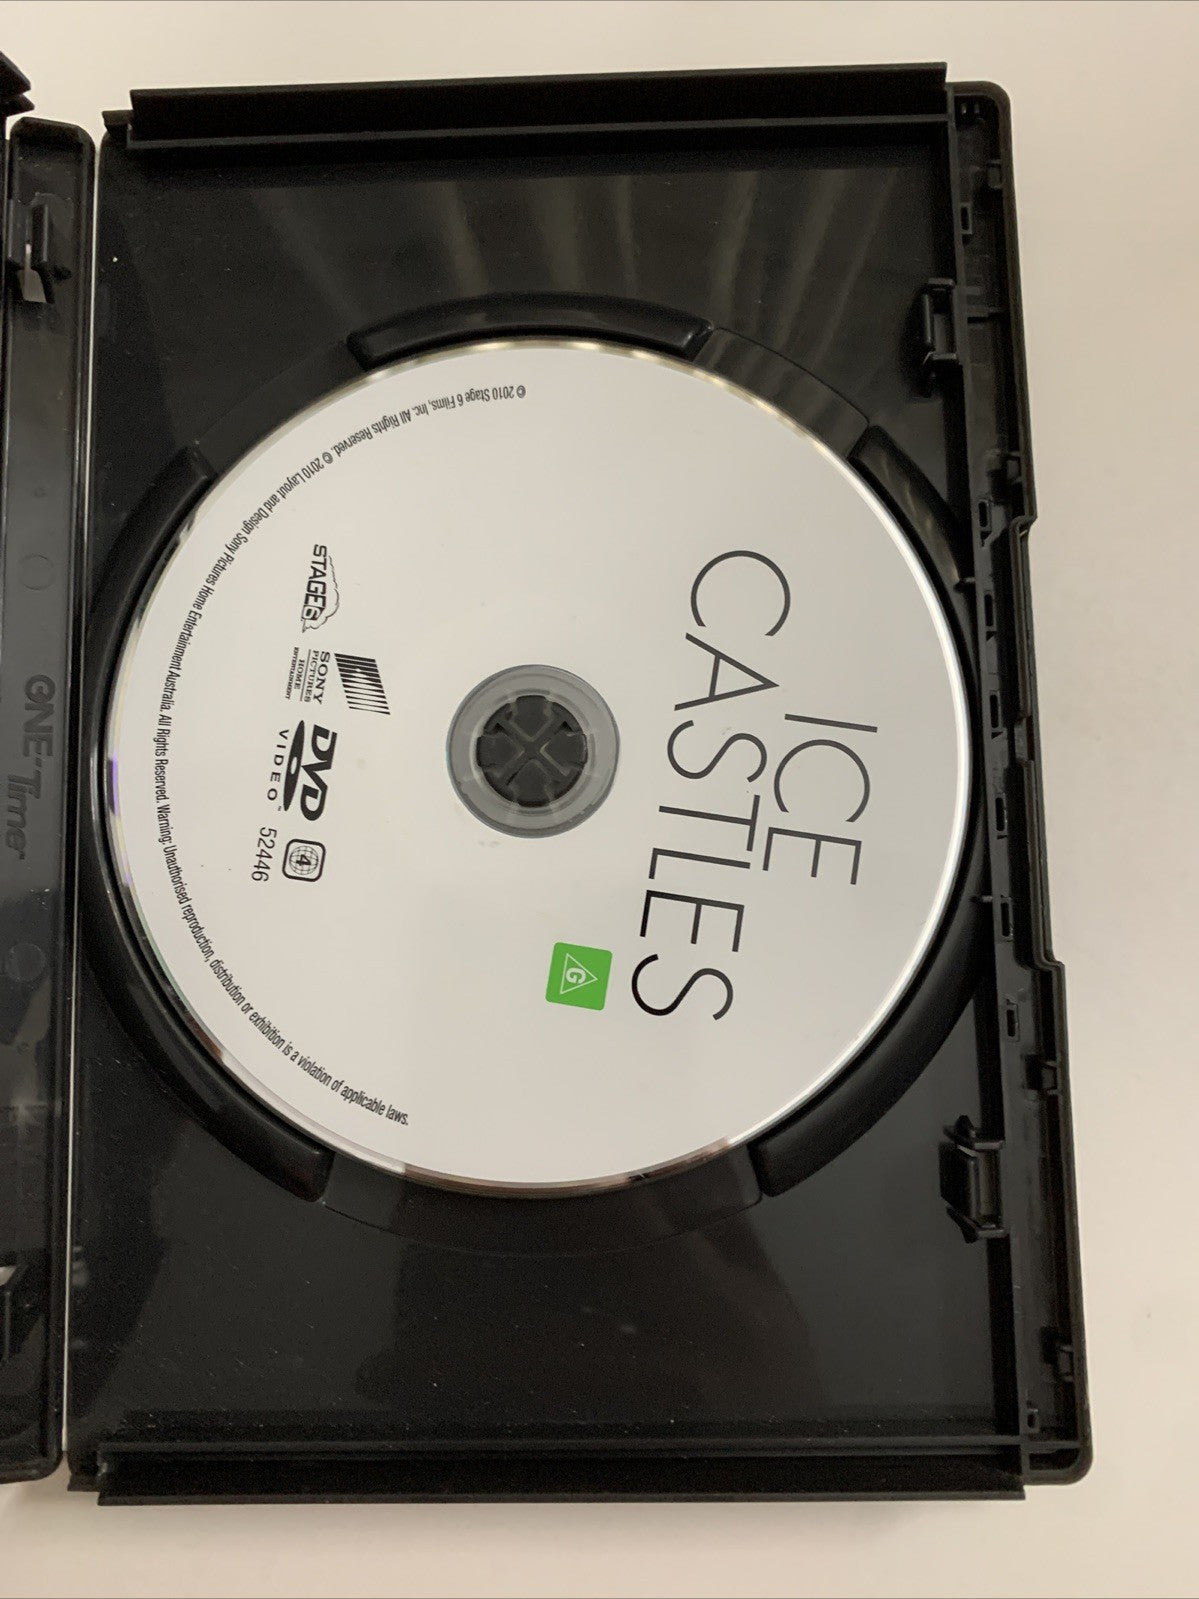 ICE
CASTLES
G
STAGE 6
SONY
PICTURES
HOME
ENTERTAINMENT
DVD
VIDEO
4
52446
© 2010 Stage 6 Films, Inc. All Rights Reserved. © 2010 Layout and Design Sony Pictures Home Entertainment Australia. All Rights Reserved. Warning: Unauthorised reproduction, distribution or exhibition is a violation of applicable laws.
ONE Time